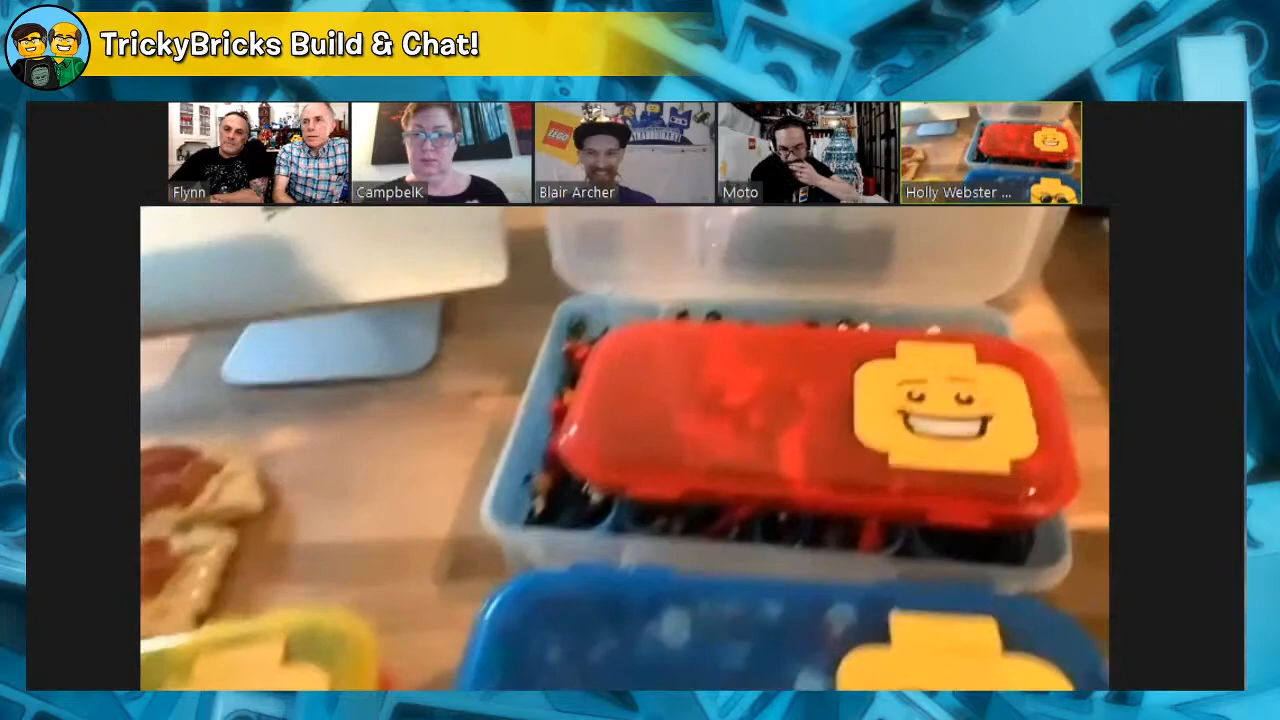 TrickyBricks Build & Chat!
LEGO
Flynn
CampbelK
Blair Archer
Moto
Holly Webster ...